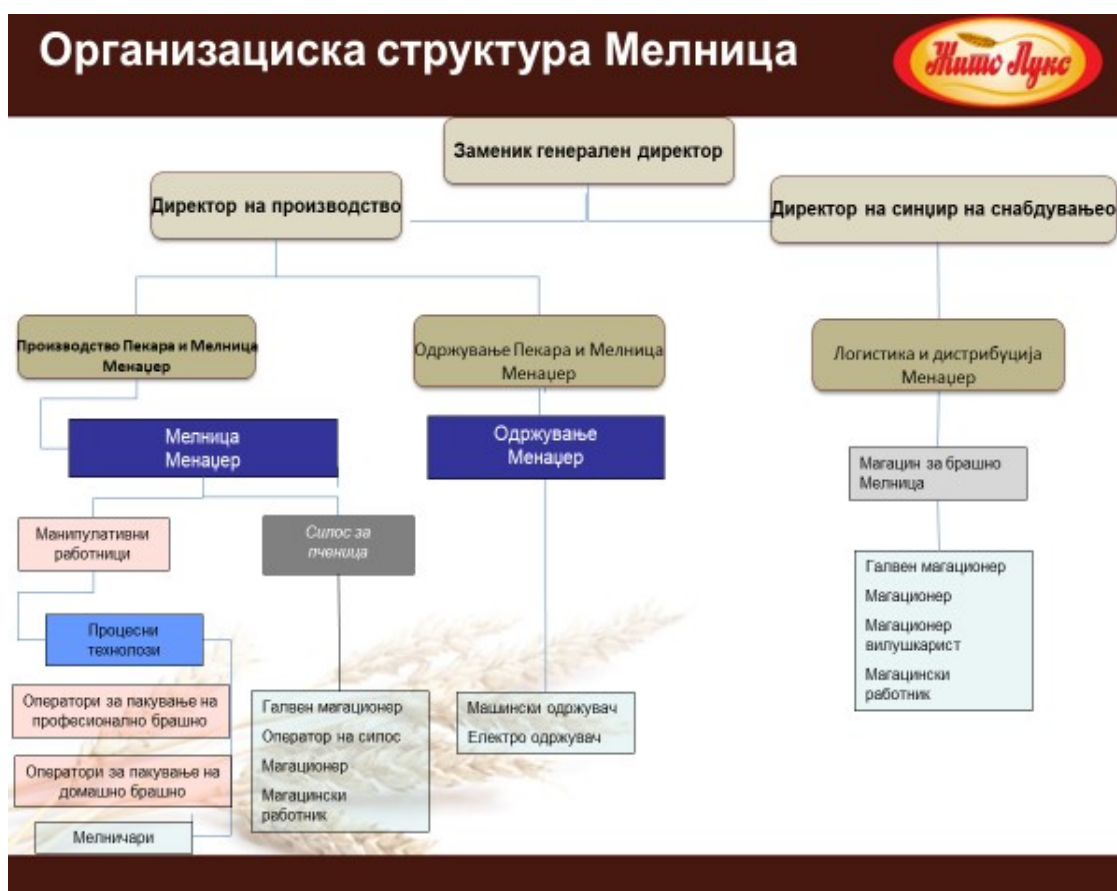 Организациска структура Мелница
Жито Лукс
Заменик генерален директор
Директор на производство
Директор на синџир на снабдувањео
Производство Пекара и Мелница
Менаџер
Одржување Пекара и Мелница
Менаџер
Логистика и дистрибуција
Менаџер
Мелница
Менаџер
Одржување
Менаџер
Магацин за брашно
Мелница
Манипулативни
работници
Силос за
пченица
Галвен магационер
Магационер
Магационер
вилушкарист
Магацински
работник
Процесни
технолози
Оператори за пакување на
професионално брашно
Оператори за пакување на
домашно брашно
Мелничари
Галвен магационер
Оператор на силос
Магационер
Магацински
работник
Машински одржувач
Електро одржувач